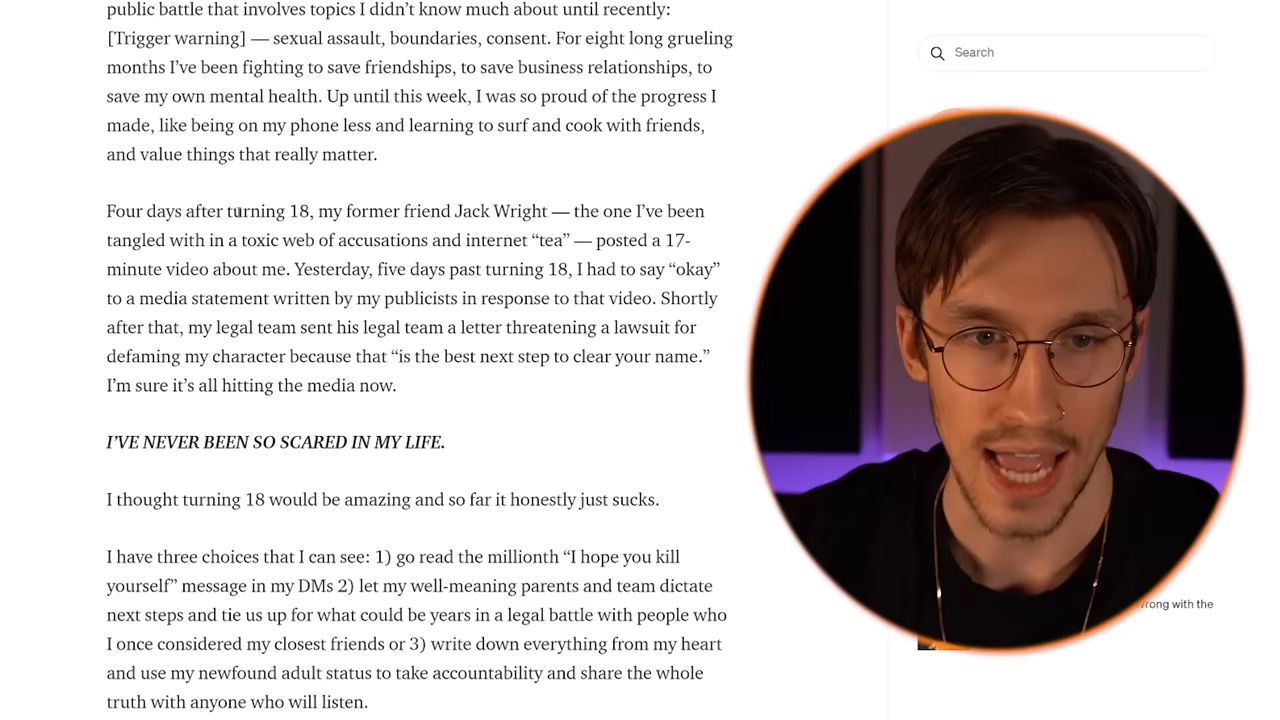 public battle that involves topics I didn’t know much about until recently:
[Trigger warning] — sexual assault, boundaries, consent. For eight long grueling
months I’ve been fighting to save friendships, to save business relationships, to
save my own mental health. Up until this week, I was so proud of the progress I
made, like being on my phone less and learning to surf and cook with friends,
and value things that really matter.
Four days after turning 18, my former friend Jack Wright — the one I’ve been
tangled with in a toxic web of accusations and internet “tea” — posted a 17-
minute video about me. Yesterday, five days past turning 18, I had to say “okay”
to a media statement written by my publicists in response to that video. Shortly
after that, my legal team sent his legal team a letter threatening a lawsuit for
defaming my character because that “is the best next step to clear your name.”
I’m sure it’s all hitting the media now.
I’VE NEVER BEEN SO SCARED IN MY LIFE.
I thought turning 18 would be amazing and so far it honestly just sucks.
I have three choices that I can see: 1) go read the millionth “I hope you kill
yourself” message in my DMs 2) let my well-meaning parents and team dictate
next steps and tie us up for what could be years in a legal battle with people who
I once considered my closest friends or 3) write down everything from my heart
and use my newfound adult status to take accountability and share the whole
truth with anyone who will listen.
Search
Wrong with the